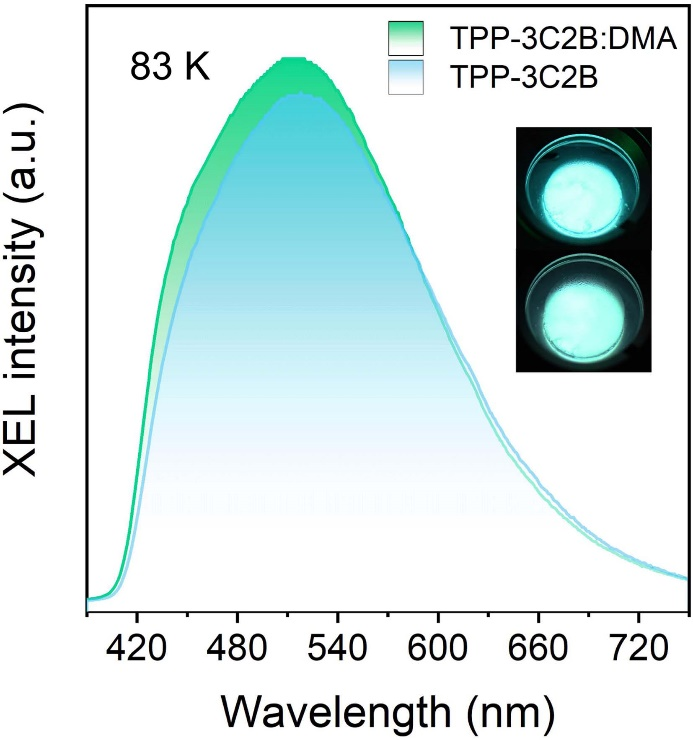 83 K
TPP-3C2B:DMA
TPP-3C2B
XEL intensity (a.u.)
420 480 540 600 660 720
Wavelength (nm)